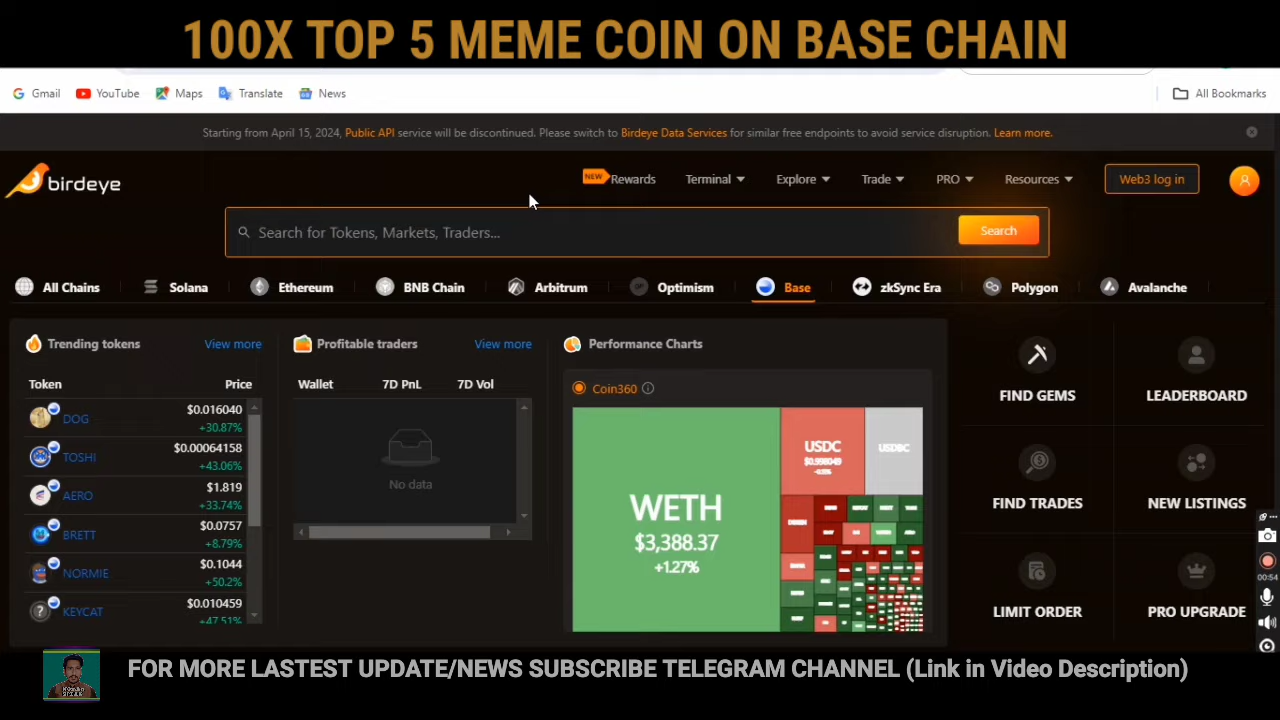 100X TOP 5 MEME COIN ON BASE CHAIN
Gmail YouTube Maps Translate News All Bookmarks
Starting from April 15, 2024, Public API service will be discontinued. Please switch to Birdeye Data Services for similar free endpoints to avoid service disruption. Learn more.
birdeye
NEW Rewards Terminal Explore Trade PRO Resources Web3 log in
Search for Tokens, Markets, Traders... Search
All Chains Solana Ethereum BNB Chain Arbitrum Optimism Base zkSync Era Polygon Avalanche
Trending tokens View more
Token Price
DOG $0.016040
+30.87%
TOSHI $0.00064158
+43.06%
AERO $1.819
+33.74%
BRETT $0.0757
+8.79%
NORMIE $0.1044
+50.2%
KEYCAT $0.010459
+47.51%
Profitable traders View more
Wallet 7D PnL 7D Vol
No data
Performance Charts
Coin360
WETH
$3,388.37
+1.27%
USDC
$0.998049
USDBC
FIND GEMS LEADERBOARD
FIND TRADES NEW LISTINGS
LIMIT ORDER PRO UPGRADE
00:54
FOR MORE LASTEST UPDATE/NEWS SUBSCRIBE TELEGRAM CHANNEL (Link in Video Description)